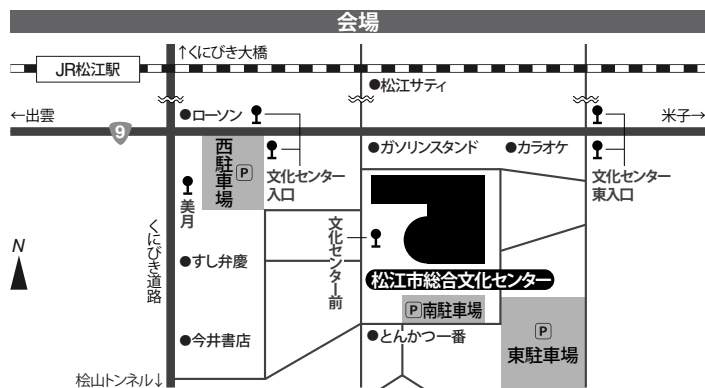 会場
↑くにびき大橋
JR松江駅
●松江サティ
←出雲
●ローソン
米子→
9
西駐車場
P
●ガソリンスタンド
●カラオケ
文化センター
入口
文化センター
東入口
美月
くにびき道路
文化センター前
N
●すし弁慶
松江市総合文化センター
P南駐車場
●今井書店
●とんかつ一番
P
東駐車場
桧山トンネル↓